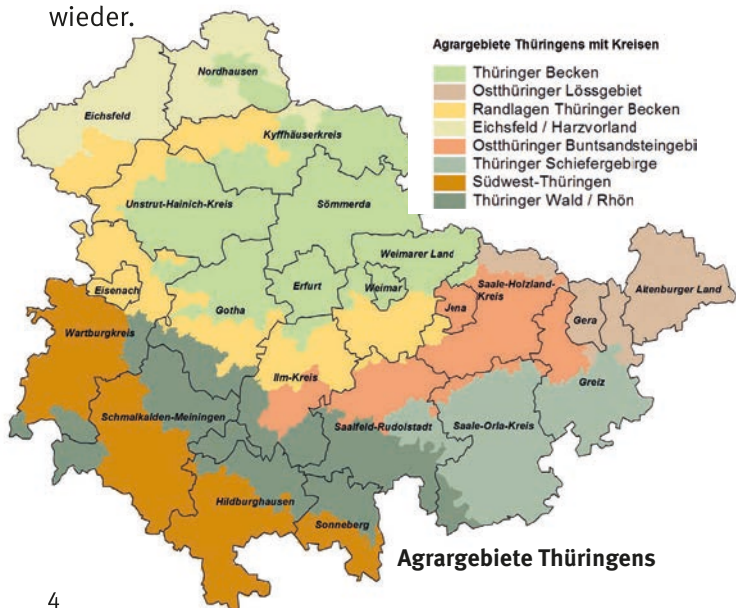 wieder.
Agrargebiete Thüringens mit Kreisen
Thüringer Becken
Ostthüringer Lössgebiet
Randlagen Thüringer Becken
Eichsfeld / Harzvorland
Ostthüringer Buntsandsteingebi
Thüringer Schiefergebirge
Südwest-Thüringen
Thüringer Wald / Rhön
Nordhausen
Eichsfeld
Kyffhäuserkreis
Unstrut-Hainich-Kreis
Sömmerda
Weimarer Land
Eisenach
Gotha
Erfurt
Weimar
Jena
Saale-Holzland-
Kreis
Gera
Altenburger Land
Wartburgkreis
Ilm-Kreis
Greiz
Schmalkalden-Meiningen
Saalfeld-Rudolstadt
Saale-Orla-Kreis
Hildburghausen
Sonneberg
Agrargebiete Thüringens
4